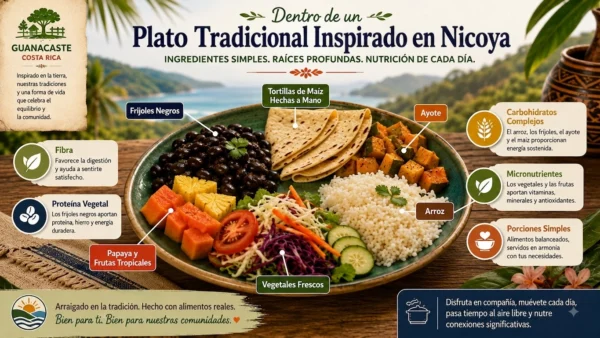 Dentro de un
Plato Tradicional Inspirado en Nicoya
INGREDIENTES SIMPLES. RAÍCES PROFUNDAS. NUTRICIÓN DE CADA DÍA.
GUANACASTE
COSTA RICA
Inspirado en la tierra,
nuestras tradiciones
y una forma de vida
que celebra el
equilibrio y
la comunidad.
Frijoles Negros
Tortillas de Maíz
Hechas a Mano
Ayote
Arroz
Vegetales Frescos
Papaya y
Frutas Tropicales
Fibra
Favorece la digestión
y ayuda a sentirte
satisfecho.
Proteína Vegetal
Los frijoles negros aportan
proteína, hierro y energía
duradera.
Carbohidratos
Complejos
El arroz, los frijoles, el ayote
y el maíz proporcionan
energía sostenida.
Micronutrientes
Los vegetales y las frutas
aportan vitaminas,
minerales y antioxidantes.
Porciones Simples
Alimentos balanceados,
servidos en armonía
con tus necesidades.
Arraigado en la tradición. Hecho con alimentos reales.
Bien para ti. Bien para nuestras comunidades.
Disfruta en compañía, muévete cada día,
pasa tiempo al aire libre y nutre
conexiones significativas.